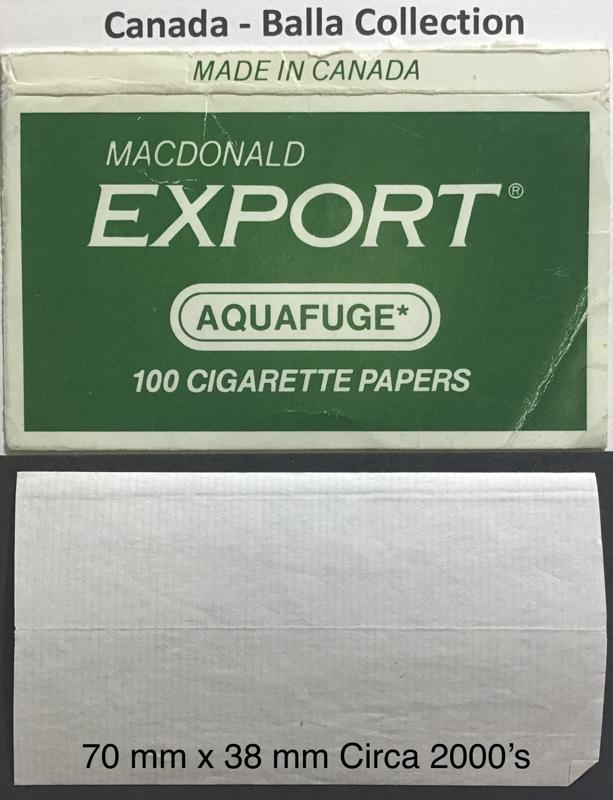 Canada - Balla Collection
MADE IN CANADA
MACDONALD
EXPORT®
AQUAFUGE*
100 CIGARETTE PAPERS
70 mm x 38 mm Circa 2000's